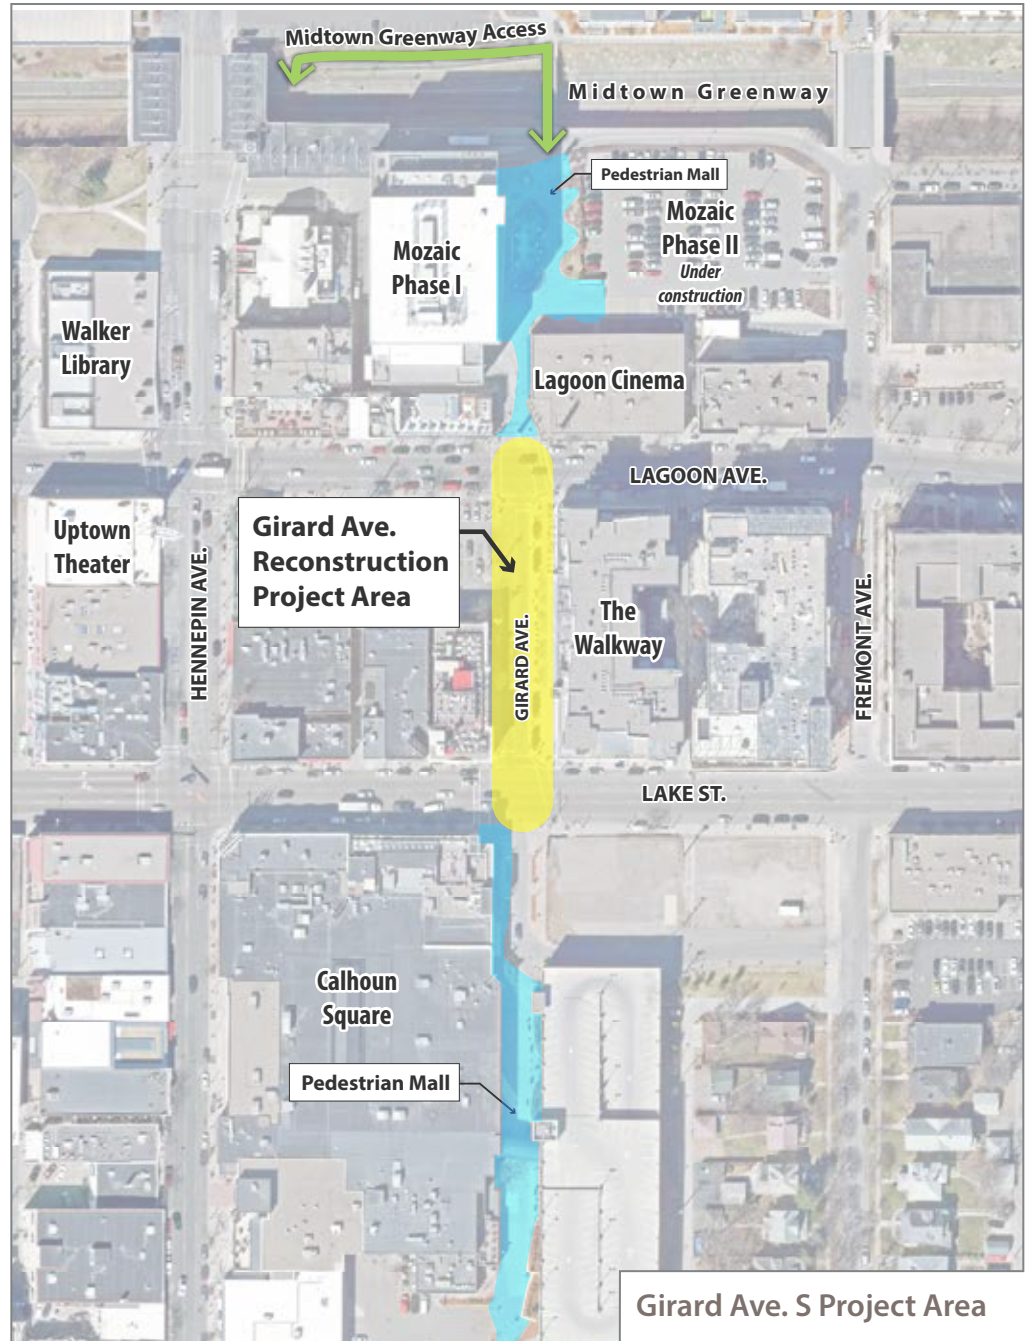 Midtown Greenway Access
Midtown Greenway
Pedestrian Mall
Mozaic
Phase I
Mozaic
Phase II
Under
construction
Walker
Library
Lagoon Cinema
LAGOON AVE.
Girard Ave.
Reconstruction
Project Area
Uptown
Theater
HENNEPIN AVE.
GIRARD AVE.
The
Walkway
FREMONT AVE.
LAKE ST.
Calhoun
Square
Pedestrian Mall
Girard Ave. S Project Area